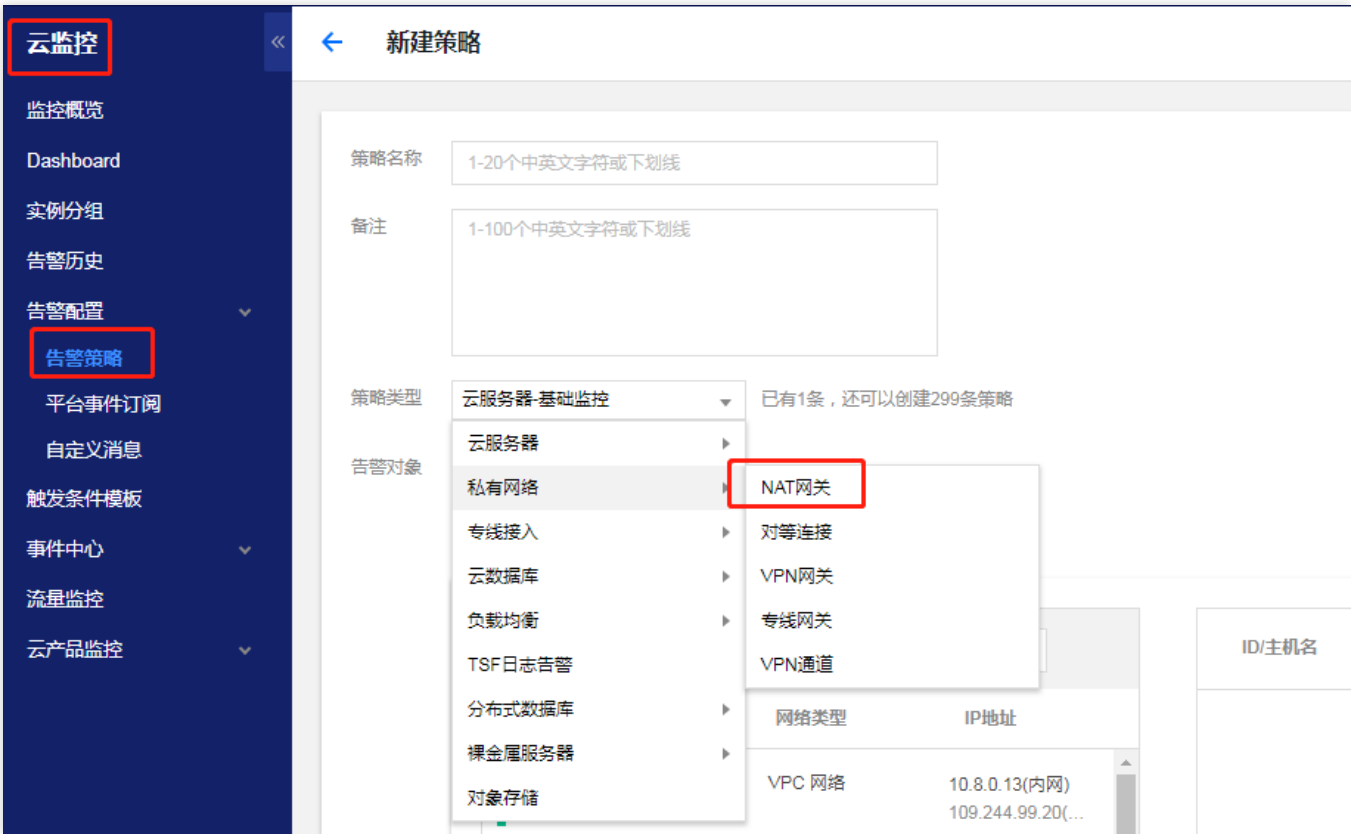 云监控
监控概览
Dashboard
实例分组
告警历史
告警配置
告警策略
平台事件订阅
自定义消息
触发条件模板
事件中心
流量监控
云产品监控
新建策略
策略名称
1-20个中英文字符或下划线
备注
1-100个中英文字符或下划线
策略类型
云服务器-基础监控
已有1条，还可以创建299条策略
告警对象
云服务器
私有网络
专线接入
云数据库
负载均衡
TSF日志告警
分布式数据库
裸金属服务器
对象存储
NAT网关
对等连接
VPN网关
专线网关
VPN通道
网络类型
IP地址
VPC 网络
10.8.0.13(内网)
109.244.99.20(...
ID/主机名